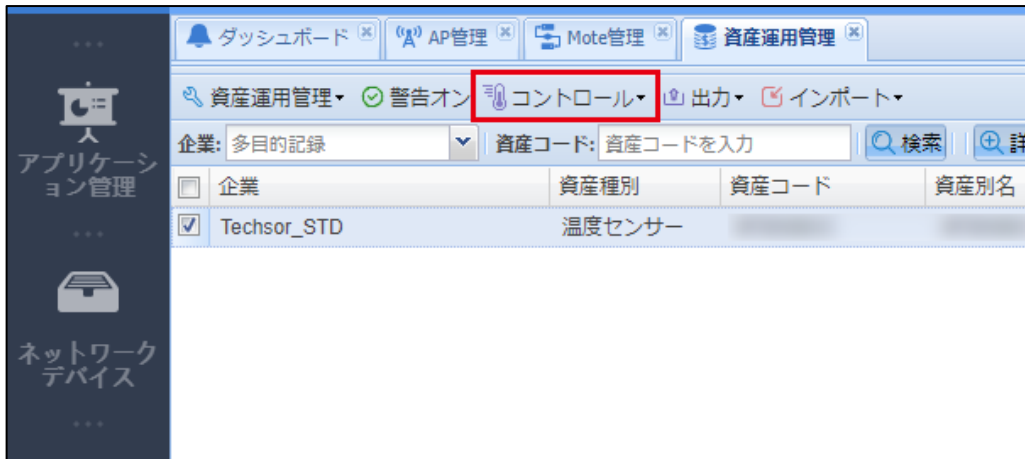 ダッシュボード AP管理 Mote管理 資産運用管理
資産運用管理 警告オン コントロール 出力 インポート
企業: 多目的記録 資産コード: 資産コードを入力 検索 詳
企業 資産種別 資産コード 資産別名
Techsor_STD 温度センサー
アプリケーシ
ョン管理
ネットワーク
デバイス